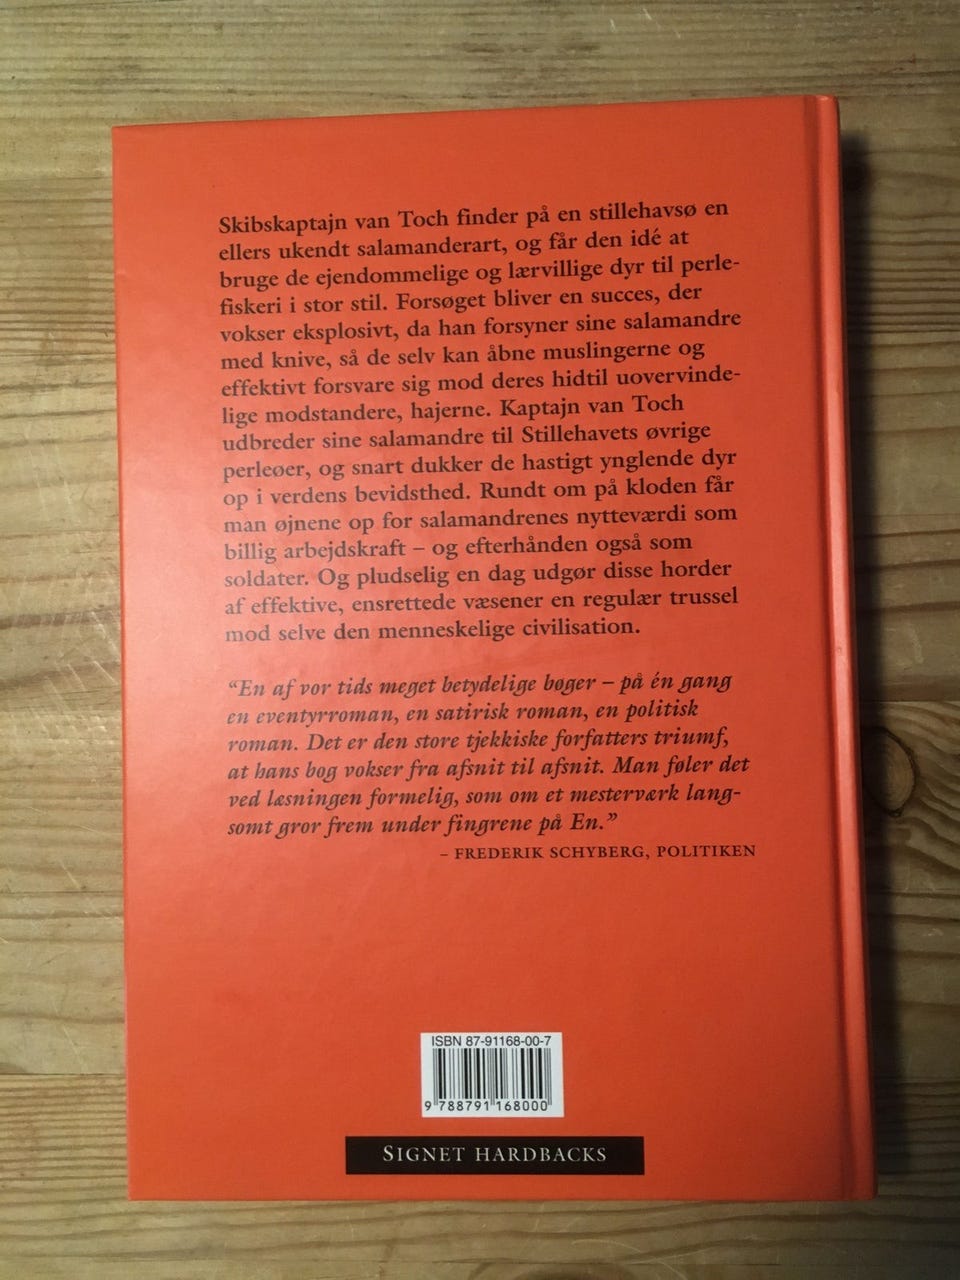 Skibskaptajn van Toch finder på en stillehavsø en
ellers ukendt salamanderart, og får den idé at
bruge de ejendommelige og lærvillige dyr til perle-
fiskeri i stor stil. Forsøget bliver en succes, der
vokser eksplosivt, da han forsyner sine salamandre
med knive, så de selv kan åbne muslingerne og
effektivt forsvare sig mod deres hidtil uovervinde-
lige modstandere, hajerne. Kaptajn van Toch
udbreder sine salamandre til Stillehavets øvrige
perleøer, og snart dukker de hastigt ynglende dyr
op i verdens bevidsthed. Rundt om på kloden får
man øjnene op for salamandrenes nytteværdi som
billig arbejdskraft – og efterhånden også som
soldater. Og pludselig en dag udgør disse horder
af effektive, ensrettede væsener en regulær trussel
mod selve den menneskelige civilisation.
“En af vor tids meget betydelige bøger – på én gang
en eventyrroman, en satirisk roman, en politisk
roman. Det er den store tjekkiske forfatters triumf,
at hans bog vokser fra afsnit til afsnit. Man føler det
ved læsningen formelig, som om et mesterværk lang-
somt gror frem under fingrene på En.”
– FREDERIK SCHYBERG, POLITIKEN
ISBN 87-91168-00-7
9 788791 168000
SIGNET HARDBACKS